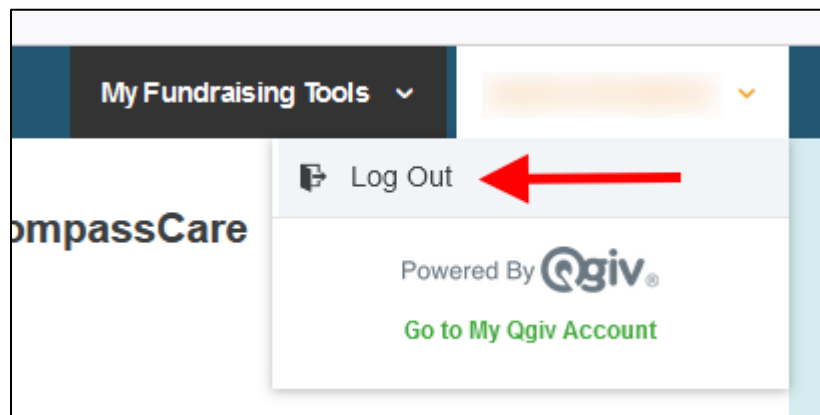 My Fundraising Tools
Log Out
ompassCare
Powered By Qgiv®
Go to My Qgiv Account